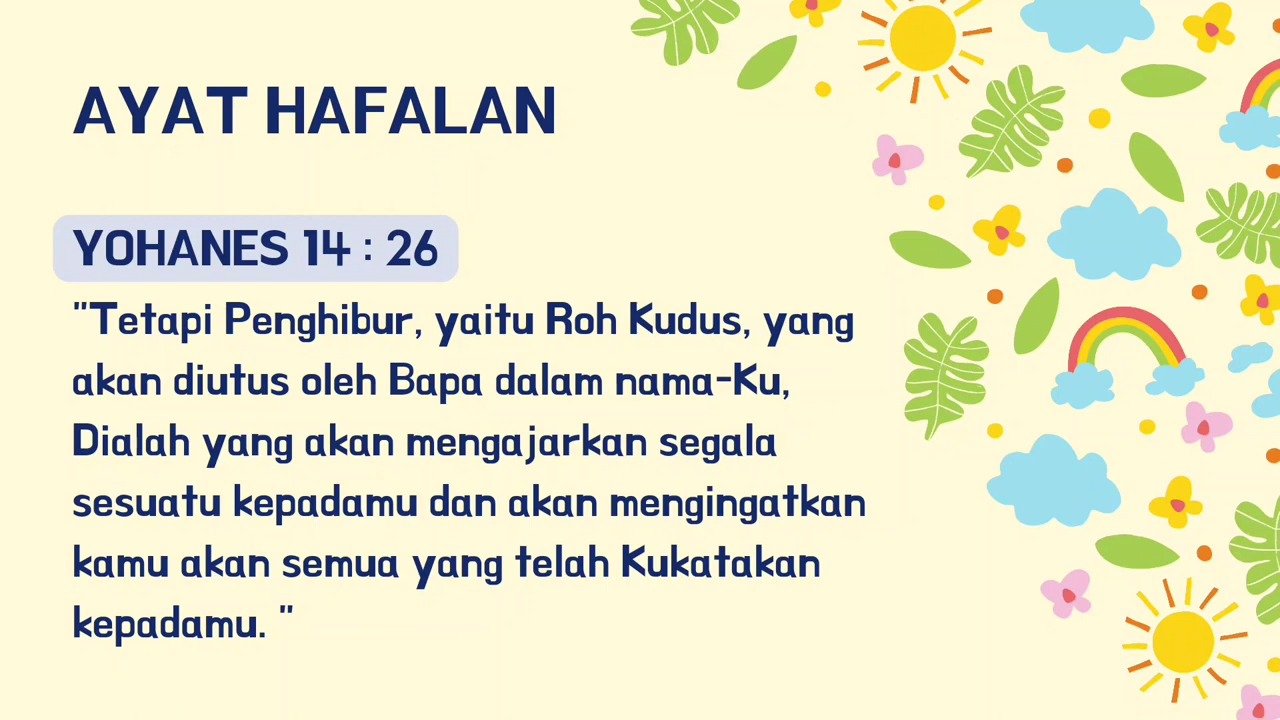 AYAT HAFALAN
YOHANES 14 : 26
"Tetapi Penghibur, yaitu Roh Kudus, yang
akan diutus oleh Bapa dalam nama-Ku,
Dialah yang akan mengajarkan segala
sesuatu kepadamu dan akan mengingatkan
kamu akan semua yang telah Kukatakan
kepadamu. "